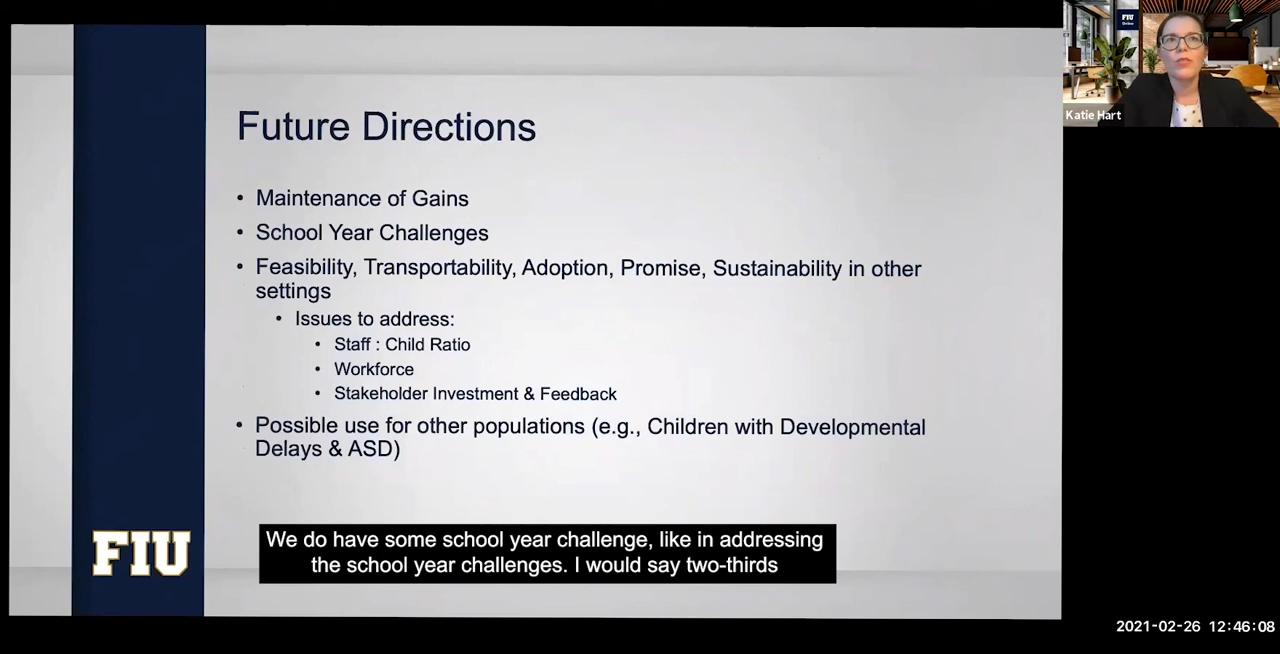 FIU
Katie Hart
Future Directions
• Maintenance of Gains
• School Year Challenges
• Feasibility, Transportability, Adoption, Promise, Sustainability in other
settings
• Issues to address:
• Staff : Child Ratio
• Workforce
• Stakeholder Investment & Feedback
• Possible use for other populations (e.g., Children with Developmental
Delays & ASD)
FIU
We do have some school year challenge, like in addressing
the school year challenges. I would say two-thirds
2021-02-26 12:46:08